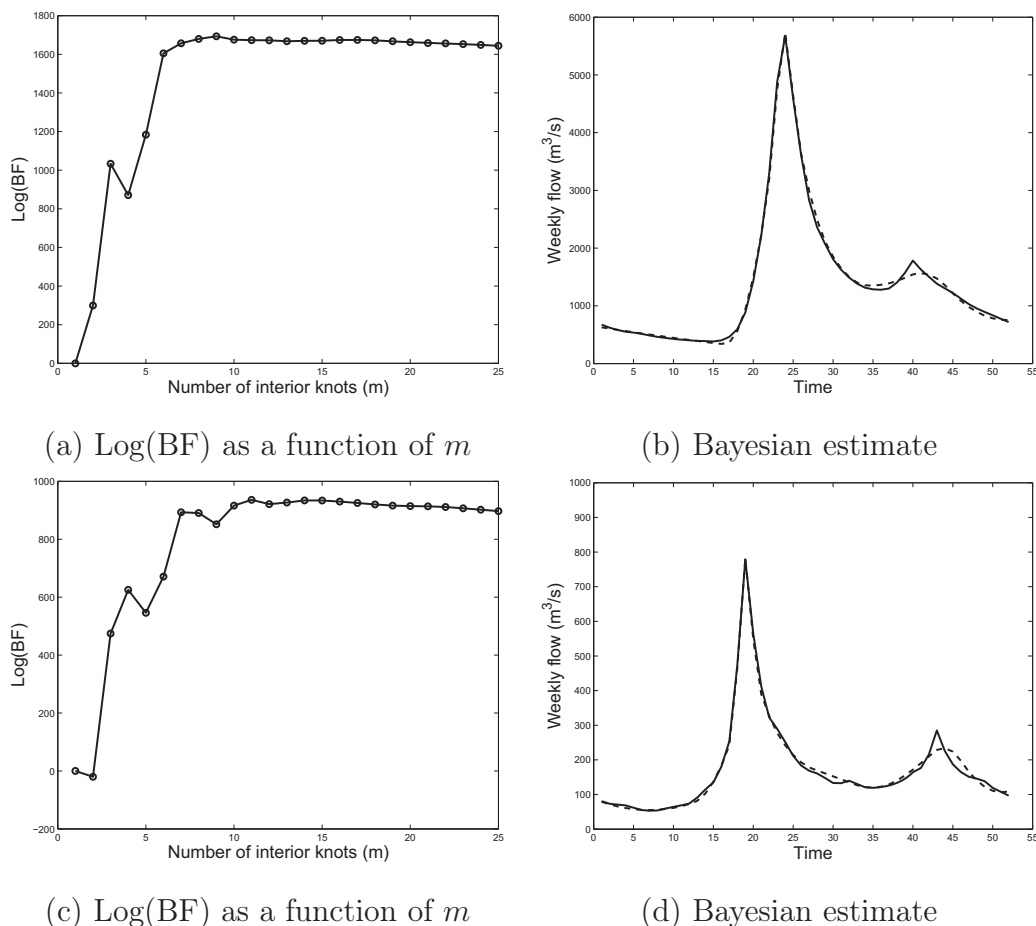 1800
1600
1400
1200
1000
800
600
400
200
0
Log(BF)
0 5 10 15 20 25
Number of interior knots (m)
(a) Log(BF) as a function of m
6000
5000
4000
3000
2000
1000
0
Weekly flow (m³/s)
0 5 10 15 20 25 30 35 40 45 50 55
Time
(b) Bayesian estimate
1000
800
600
400
200
0
−200
Log(BF)
0 5 10 15 20 25
Number of interior knots (m)
(c) Log(BF) as a function of m
1000
900
800
700
600
500
400
300
200
100
0
Weekly flow (m³/s)
0 5 10 15 20 25 30 35 40 45 50 55
Time
(d) Bayesian estimate